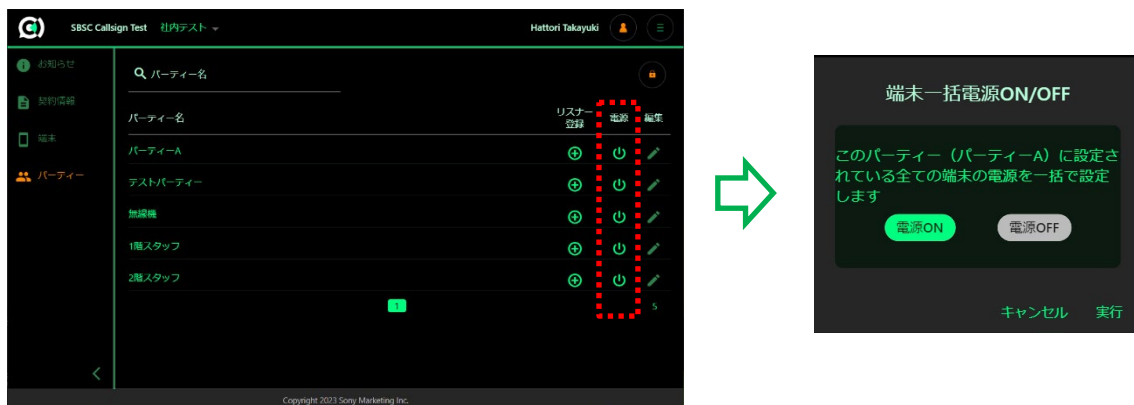 SBSC Callsign Test 社内テスト Hattori Takayuki
お知らせ
契約情報
端末
パーティー
パーティー名
パーティー名 リスナー登録 電源 編集
パーティーA
テストパーティー
無線機
1階スタッフ
2階スタッフ
1 5
Copyright 2023 Sony Marketing Inc.
端末一括電源ON/OFF
このパーティー（パーティーA）に設定さ
れている全ての端末の電源を一括で設定
します
電源ON 電源OFF
キャンセル 実行